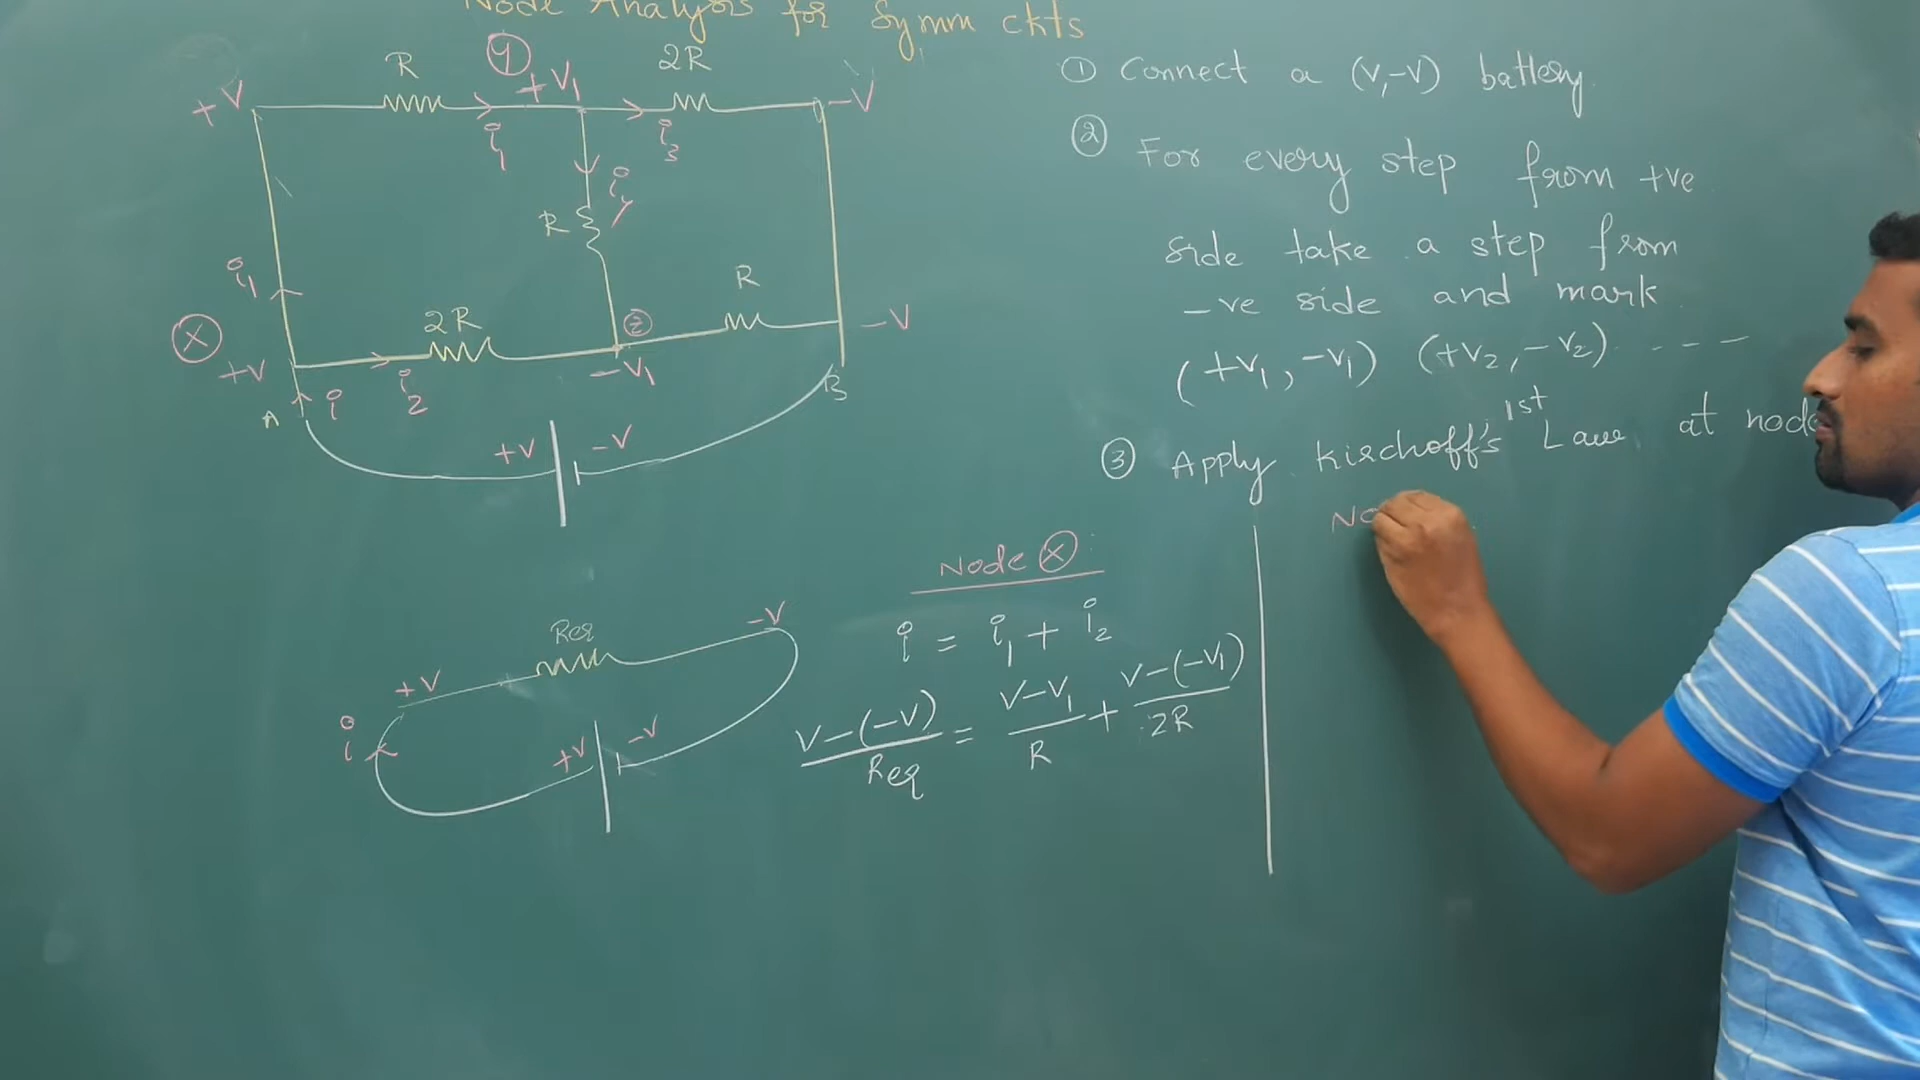 Node Analysis for Symm ckts
R
y
+V₁
2R
+V
-V
i₁
i₃
i₄
R
i₁
R
2R
2
x
+V
-V₁
-V
i
i₂
A
B
+V
-V
Req
+V
-V
i
+V
-V
Node x :
i = i₁ + i₂
V-(-V)/Req = V-V₁/R + V-(-V₁)/2R
① Connect a (V,-V) battery.
② For every step from +ve
side take a step from
-ve side and mark
(+V₁, -V₁) (+V₂, -V₂) - - - -
③ Apply Kirchoff's 1st Law at node
No